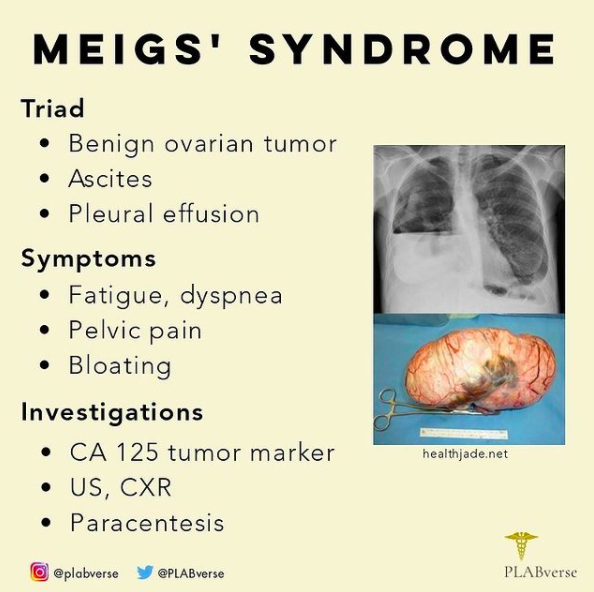 MEIGS' SYNDROME
Triad
• Benign ovarian tumor
• Ascites
• Pleural effusion
Symptoms
• Fatigue, dyspnea
• Pelvic pain
• Bloating
Investigations
• CA 125 tumor marker
• US, CXR
• Paracentesis
healthjade.net
@plabverse @PLABverse
PLABverse